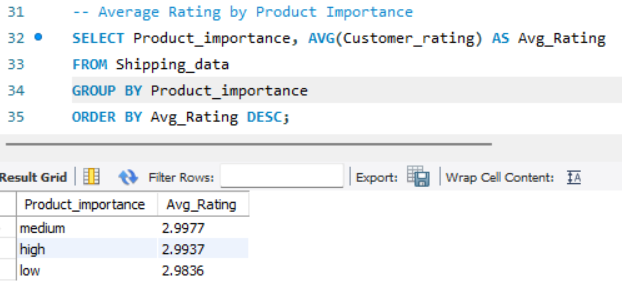 31 -- Average Rating by Product Importance
32 SELECT Product_importance, AVG(Customer_rating) AS Avg_Rating
33 FROM Shipping_data
34 GROUP BY Product_importance
35 ORDER BY Avg_Rating DESC;
Result Grid Filter Rows: Export: Wrap Cell Content: IA
Product_importance Avg_Rating
medium 2.9977
high 2.9937
low 2.9836